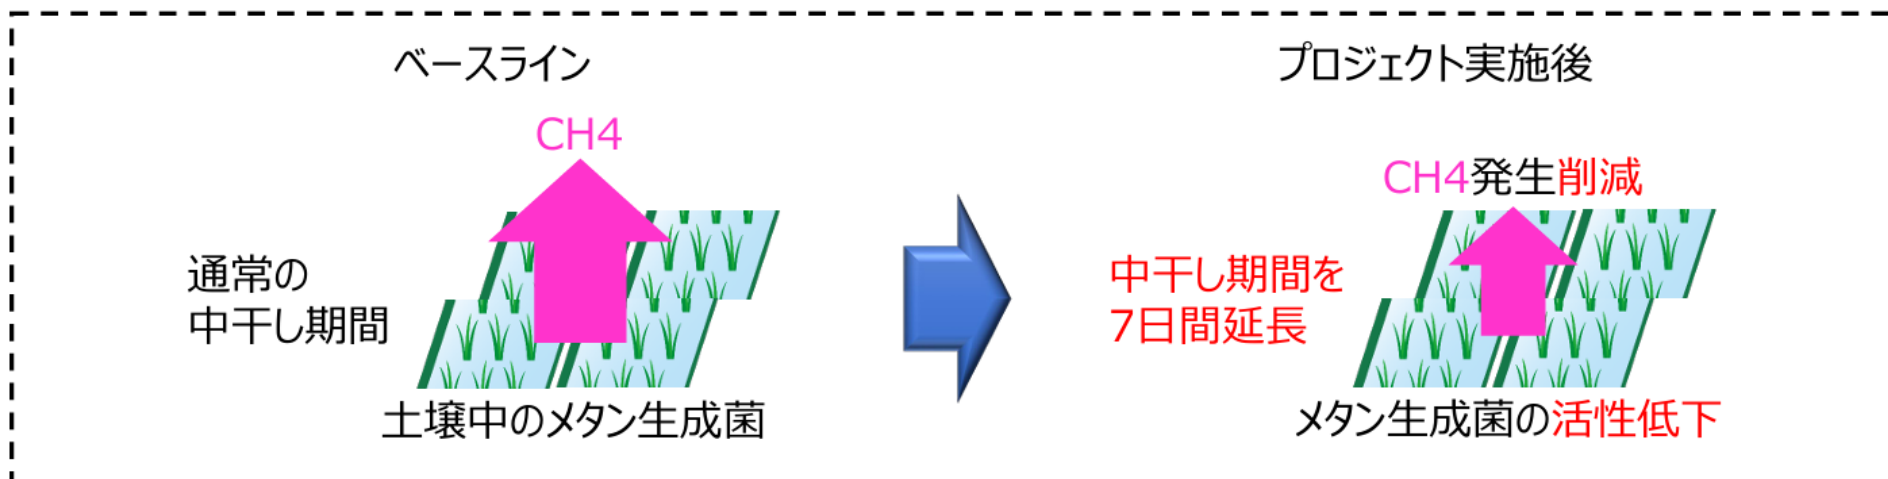 ベースライン
CH4
通常の
中干し期間
土壌中のメタン生成菌
プロジェクト実施後
CH4発生削減
中干し期間を
7日間延長
メタン生成菌の活性低下